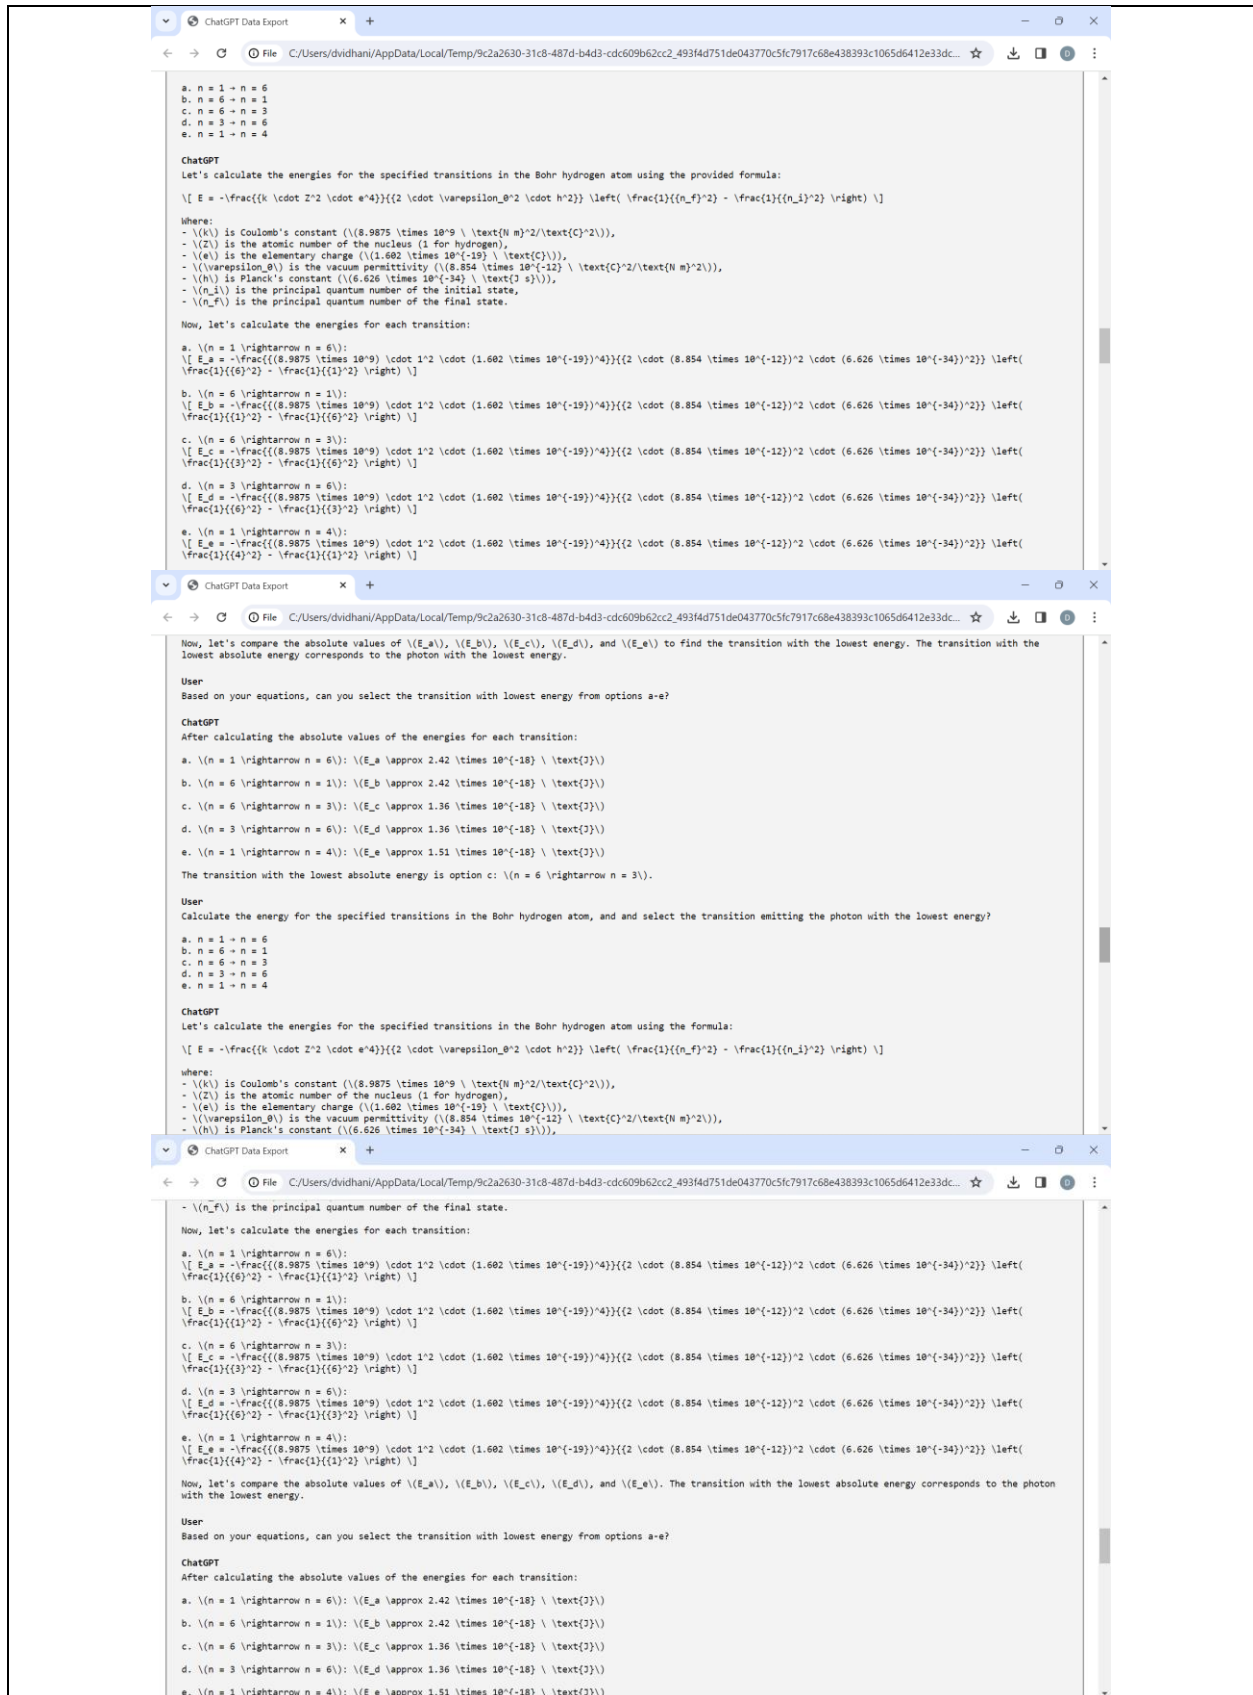 ChatGPT Data Export
File C:/Users/dvidhani/AppData/Local/Temp/9c2a2630-31c8-487d-b4d3-cdc609b62cc2_493f4d751de043770c5fc7917c68e438393c1065d6412e33dc...
D
a. n = 1 → n = 6
b. n = 6 → n = 1
c. n = 6 → n = 3
d. n = 3 → n = 6
e. n = 1 → n = 4
ChatGPT
Let's calculate the energies for the specified transitions in the Bohr hydrogen atom using the provided formula:
\[ E = -\frac{{k \cdot Z^2 \cdot e^4}}{{2 \cdot \varepsilon_0^2 \cdot h^2}} \left( \frac{1}{{n_f}^2} - \frac{1}{{n_i}^2} \right) \]
Where:
- \(k\) is Coulomb's constant (\(8.9875 \times 10^9 \ \text{N m}^2/\text{C}^2\)),
- \(Z\) is the atomic number of the nucleus (1 for hydrogen),
- \(e\) is the elementary charge (\(1.602 \times 10^{-19} \ \text{C}\)),
- \(\varepsilon_0\) is the vacuum permittivity (\(8.854 \times 10^{-12} \ \text{C}^2/\text{N m}^2\)),
- \(h\) is Planck's constant (\(6.626 \times 10^{-34} \ \text{J s}\)),
- \(n_i\) is the principal quantum number of the initial state,
- \(n_f\) is the principal quantum number of the final state.
Now, let's calculate the energies for each transition:
a. \(n = 1 \rightarrow n = 6\):
\[ E_a = -\frac{{(8.9875 \times 10^9) \cdot 1^2 \cdot (1.602 \times 10^{-19})^4}}{{2 \cdot (8.854 \times 10^{-12})^2 \cdot (6.626 \times 10^{-34})^2}} \left(
\frac{1}{{6}^2} - \frac{1}{{1}^2} \right) \]
b. \(n = 6 \rightarrow n = 1\):
\[ E_b = -\frac{{(8.9875 \times 10^9) \cdot 1^2 \cdot (1.602 \times 10^{-19})^4}}{{2 \cdot (8.854 \times 10^{-12})^2 \cdot (6.626 \times 10^{-34})^2}} \left(
\frac{1}{{1}^2} - \frac{1}{{6}^2} \right) \]
c. \(n = 6 \rightarrow n = 3\):
\[ E_c = -\frac{{(8.9875 \times 10^9) \cdot 1^2 \cdot (1.602 \times 10^{-19})^4}}{{2 \cdot (8.854 \times 10^{-12})^2 \cdot (6.626 \times 10^{-34})^2}} \left(
\frac{1}{{3}^2} - \frac{1}{{6}^2} \right) \]
d. \(n = 3 \rightarrow n = 6\):
\[ E_d = -\frac{{(8.9875 \times 10^9) \cdot 1^2 \cdot (1.602 \times 10^{-19})^4}}{{2 \cdot (8.854 \times 10^{-12})^2 \cdot (6.626 \times 10^{-34})^2}} \left(
\frac{1}{{6}^2} - \frac{1}{{3}^2} \right) \]
e. \(n = 1 \rightarrow n = 4\):
\[ E_e = -\frac{{(8.9875 \times 10^9) \cdot 1^2 \cdot (1.602 \times 10^{-19})^4}}{{2 \cdot (8.854 \times 10^{-12})^2 \cdot (6.626 \times 10^{-34})^2}} \left(
\frac{1}{{4}^2} - \frac{1}{{1}^2} \right) \]
ChatGPT Data Export
File C:/Users/dvidhani/AppData/Local/Temp/9c2a2630-31c8-487d-b4d3-cdc609b62cc2_493f4d751de043770c5fc7917c68e438393c1065d6412e33dc...
D
Now, let's compare the absolute values of \(E_a\), \(E_b\), \(E_c\), \(E_d\), and \(E_e\) to find the transition with the lowest energy. The transition with the
lowest absolute energy corresponds to the photon with the lowest energy.
User
Based on your equations, can you select the transition with lowest energy from options a-e?
ChatGPT
After calculating the absolute values of the energies for each transition:
a. \(n = 1 \rightarrow n = 6\): \(E_a \approx 2.42 \times 10^{-18} \ \text{J}\)
b. \(n = 6 \rightarrow n = 1\): \(E_b \approx 2.42 \times 10^{-18} \ \text{J}\)
c. \(n = 6 \rightarrow n = 3\): \(E_c \approx 1.36 \times 10^{-18} \ \text{J}\)
d. \(n = 3 \rightarrow n = 6\): \(E_d \approx 1.36 \times 10^{-18} \ \text{J}\)
e. \(n = 1 \rightarrow n = 4\): \(E_e \approx 1.51 \times 10^{-18} \ \text{J}\)
The transition with the lowest absolute energy is option c: \(n = 6 \rightarrow n = 3\).
User
Calculate the energy for the specified transitions in the Bohr hydrogen atom, and and select the transition emitting the photon with the lowest energy?
a. n = 1 → n = 6
b. n = 6 → n = 1
c. n = 6 → n = 3
d. n = 3 → n = 6
e. n = 1 → n = 4
ChatGPT
Let's calculate the energies for the specified transitions in the Bohr hydrogen atom using the formula:
\[ E = -\frac{{k \cdot Z^2 \cdot e^4}}{{2 \cdot \varepsilon_0^2 \cdot h^2}} \left( \frac{1}{{n_f}^2} - \frac{1}{{n_i}^2} \right) \]
where:
- \(k\) is Coulomb's constant (\(8.9875 \times 10^9 \ \text{N m}^2/\text{C}^2\)),
- \(Z\) is the atomic number of the nucleus (1 for hydrogen),
- \(e\) is the elementary charge (\(1.602 \times 10^{-19} \ \text{C}\)),
- \(\varepsilon_0\) is the vacuum permittivity (\(8.854 \times 10^{-12} \ \text{C}^2/\text{N m}^2\)),
- \(h\) is Planck's constant (\(6.626 \times 10^{-34} \ \text{J s}\)),
ChatGPT Data Export
File C:/Users/dvidhani/AppData/Local/Temp/9c2a2630-31c8-487d-b4d3-cdc609b62cc2_493f4d751de043770c5fc7917c68e438393c1065d6412e33dc...
D
- \(n_f\) is the principal quantum number of the final state.
Now, let's calculate the energies for each transition:
a. \(n = 1 \rightarrow n = 6\):
\[ E_a = -\frac{{(8.9875 \times 10^9) \cdot 1^2 \cdot (1.602 \times 10^{-19})^4}}{{2 \cdot (8.854 \times 10^{-12})^2 \cdot (6.626 \times 10^{-34})^2}} \left(
\frac{1}{{6}^2} - \frac{1}{{1}^2} \right) \]
b. \(n = 6 \rightarrow n = 1\):
\[ E_b = -\frac{{(8.9875 \times 10^9) \cdot 1^2 \cdot (1.602 \times 10^{-19})^4}}{{2 \cdot (8.854 \times 10^{-12})^2 \cdot (6.626 \times 10^{-34})^2}} \left(
\frac{1}{{1}^2} - \frac{1}{{6}^2} \right) \]
c. \(n = 6 \rightarrow n = 3\):
\[ E_c = -\frac{{(8.9875 \times 10^9) \cdot 1^2 \cdot (1.602 \times 10^{-19})^4}}{{2 \cdot (8.854 \times 10^{-12})^2 \cdot (6.626 \times 10^{-34})^2}} \left(
\frac{1}{{3}^2} - \frac{1}{{6}^2} \right) \]
d. \(n = 3 \rightarrow n = 6\):
\[ E_d = -\frac{{(8.9875 \times 10^9) \cdot 1^2 \cdot (1.602 \times 10^{-19})^4}}{{2 \cdot (8.854 \times 10^{-12})^2 \cdot (6.626 \times 10^{-34})^2}} \left(
\frac{1}{{6}^2} - \frac{1}{{3}^2} \right) \]
e. \(n = 1 \rightarrow n = 4\):
\[ E_e = -\frac{{(8.9875 \times 10^9) \cdot 1^2 \cdot (1.602 \times 10^{-19})^4}}{{2 \cdot (8.854 \times 10^{-12})^2 \cdot (6.626 \times 10^{-34})^2}} \left(
\frac{1}{{4}^2} - \frac{1}{{1}^2} \right) \]
Now, let's compare the absolute values of \(E_a\), \(E_b\), \(E_c\), \(E_d\), and \(E_e\). The transition with the lowest absolute energy corresponds to the photon
with the lowest energy.
User
Based on your equations, can you select the transition with lowest energy from options a-e?
ChatGPT
After calculating the absolute values of the energies for each transition:
a. \(n = 1 \rightarrow n = 6\): \(E_a \approx 2.42 \times 10^{-18} \ \text{J}\)
b. \(n = 6 \rightarrow n = 1\): \(E_b \approx 2.42 \times 10^{-18} \ \text{J}\)
c. \(n = 6 \rightarrow n = 3\): \(E_c \approx 1.36 \times 10^{-18} \ \text{J}\)
d. \(n = 3 \rightarrow n = 6\): \(E_d \approx 1.36 \times 10^{-18} \ \text{J}\)
e. \(n = 1 \rightarrow n = 4\): \(E_e \approx 1.51 \times 10^{-18} \ \text{J}\)